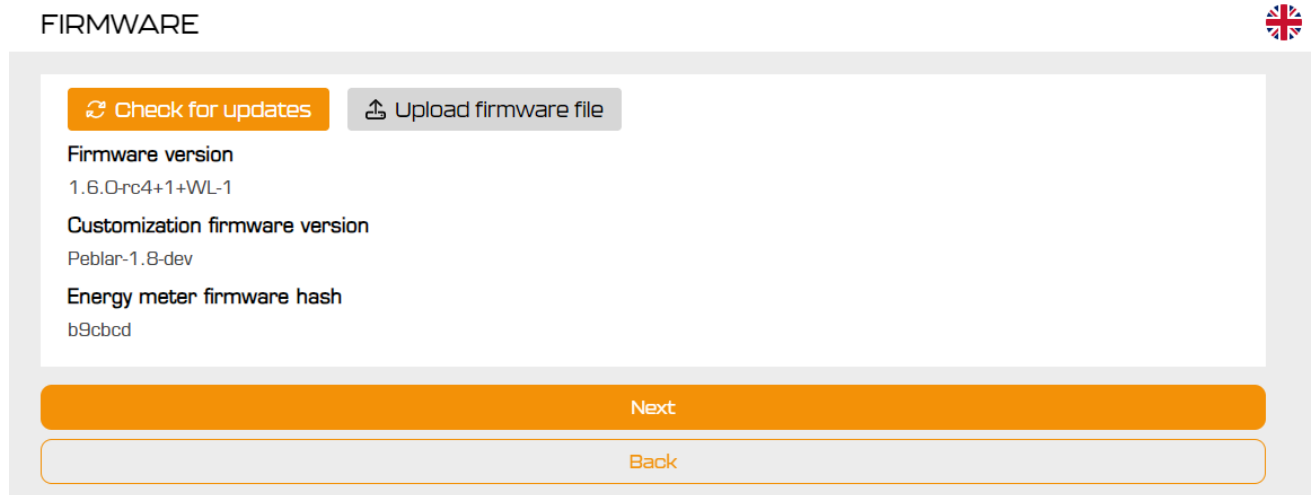 FIRMWARE
Check for updates
Upload firmware file
Firmware version
1.6.0-rc4+1+WL-1
Customization firmware version
Peblar-1.8-dev
Energy meter firmware hash
b9cbcd
Next
Back